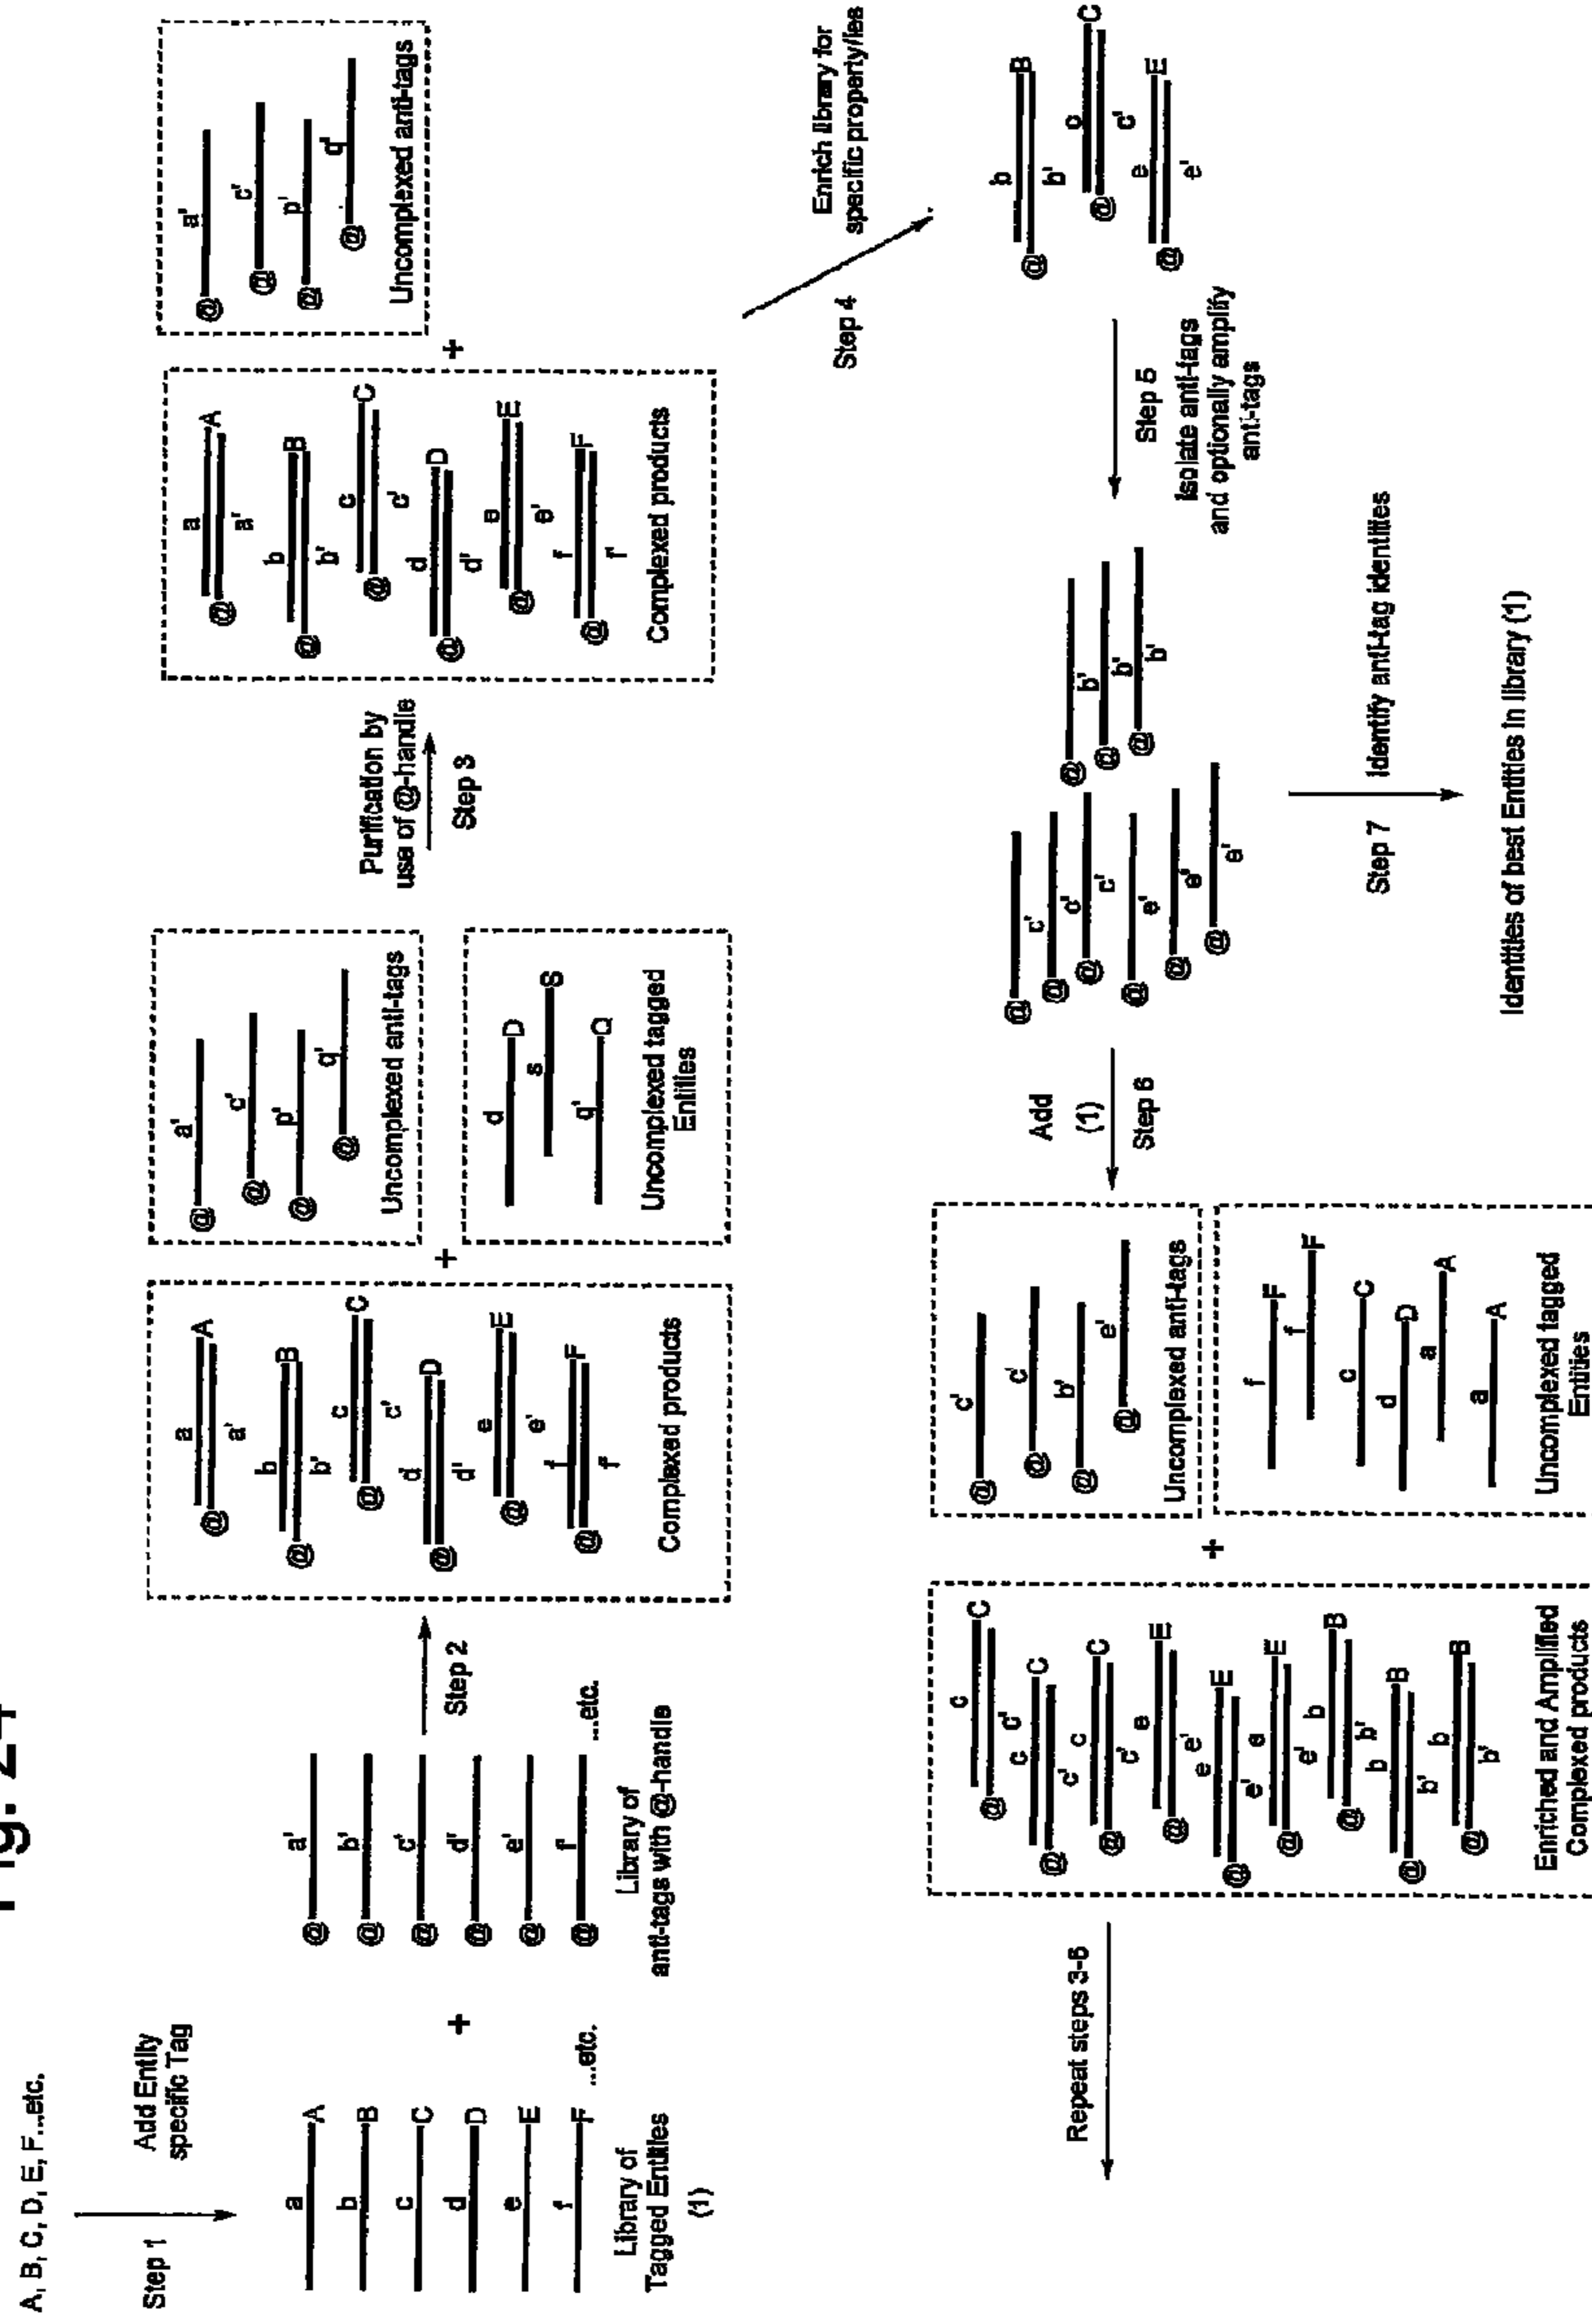 Fig. 24
A, B, C, D, E, F...etc.
Step 1
Add Entity
specific Tag
a
A
b
B
c
C
d
D
e
E
f
F
...etc.
Library of
Tagged Entities
(1)
+
@
a'
@
b'
@
c'
@
d'
@
e'
@
f'
...etc.
Library of
anti-tags with @-handle
Step 2
a
A
@
a'
b
B
@
b'
c
C
@
c'
d
D
@
d'
e
E
@
e'
f
F
@
f'
Complexed products
+
@
a'
@
c'
@
p'
@
q'
Uncomplexed anti-tags
d
D
s
S
q'
Q
Uncomplexed tagged
Entities
Purification by
use of @-handle
Step 3
a
A
@
a'
b
B
@
b'
c
C
@
c'
d
D
@
d'
e
E
@
e'
f
F
@
f'
Complexed products
+
@
a'
@
c'
@
p'
@
q'
Uncomplexed anti-tags
Step 4
Enrich library for
specific property/ies
b
B
@
b'
c
C
@
c'
e
E
@
e'
Step 5
Isolate anti-tags
and optionally amplify
anti-tags
@
c'
@
c'
@
c'
@
e'
@
e'
@
e'
@
b'
@
b'
@
b'
Step 7
Identify anti-tag identities
Identities of best Entities in library (1)
Add
(1)
Step 6
@
c'
@
c'
@
b'
@
e'
Uncomplexed anti-tags
f
F
f
F
c
C
d
D
a
A
a
A
Uncomplexed tagged
Entities
+
c
C
@
c'
c
C
@
c'
c
C
@
c'
e
E
@
e'
e
E
@
e'
e
E
@
e'
b
B
@
b'
b
B
@
b'
b
B
@
b'
Enriched and Amplified
Complexed products
Repeat steps 3-6